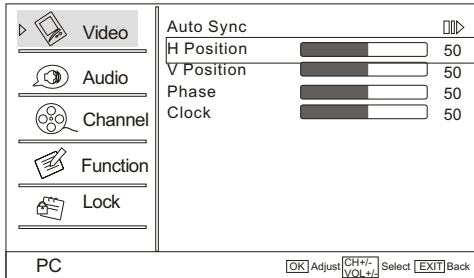 Video
Audio
Channel
Function
Lock
Auto Sync
H Position 50
V Position 50
Phase 50
Clock 50
PC
OK Adjust CH+/- VOL+/- Select EXIT Back